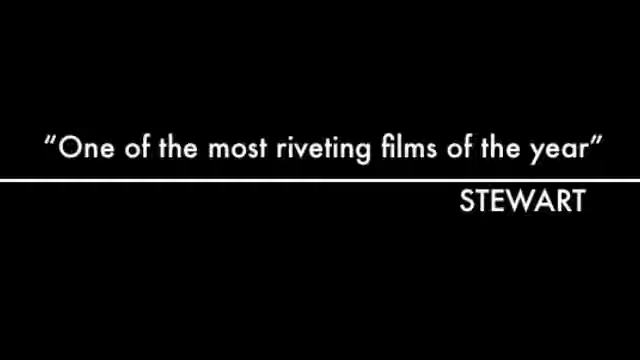 “One of the most riveting films of the year”
STEWART